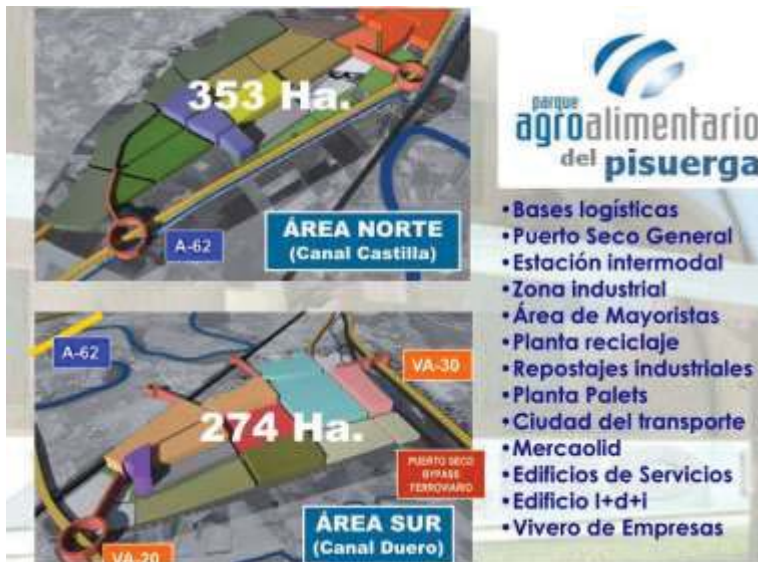 353 Ha.
A-62
ÁREA NORTE
(Canal Castilla)
A-62
VA-30
274 Ha.
PUERTO SECO
BYPASS
FERROVIARIO
ÁREA SUR
(Canal Duero)
VA-20
parque
agroalimentario
del pisuerga
•Bases logísticas
•Puerto Seco General
•Estación intermodal
•Zona industrial
•Área de Mayoristas
•Planta reciclaje
•Repostajes industriales
•Planta Palets
•Ciudad del transporte
•Mercaolid
•Edificios de Servicios
•Edificio I+d+i
•Vivero de Empresas